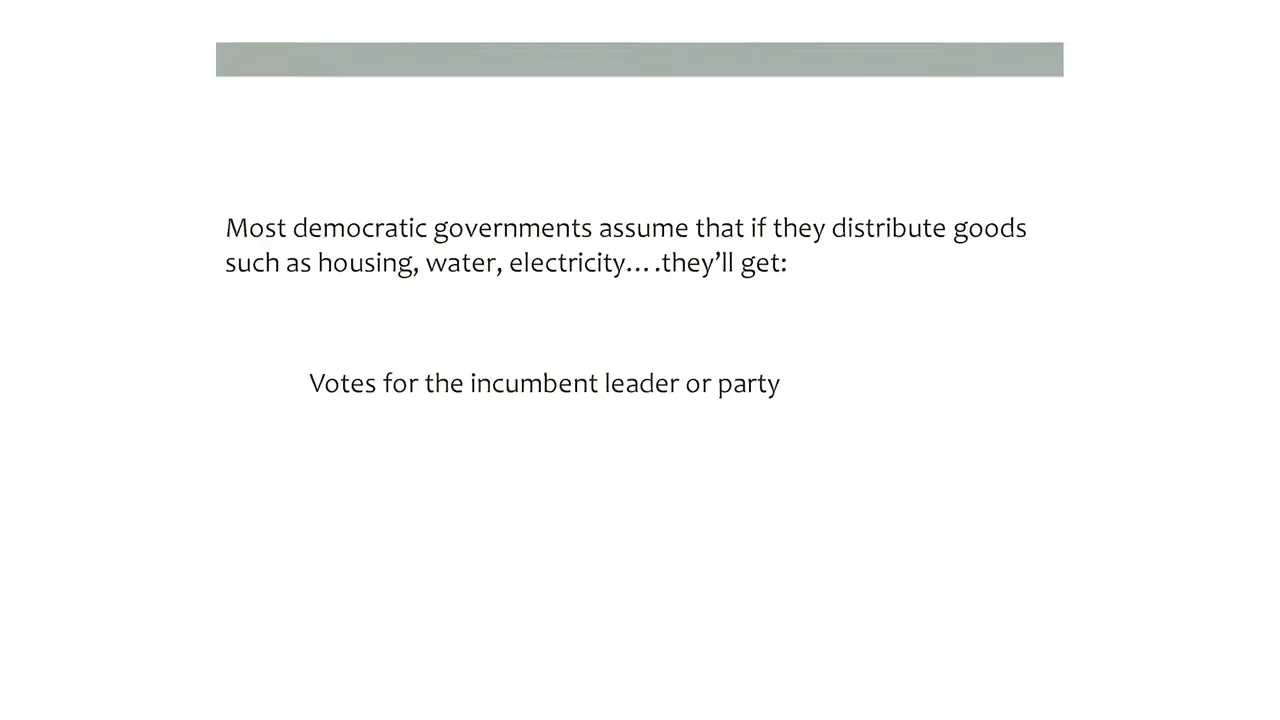 Most democratic governments assume that if they distribute goods
such as housing, water, electricity….they’ll get:
Votes for the incumbent leader or party